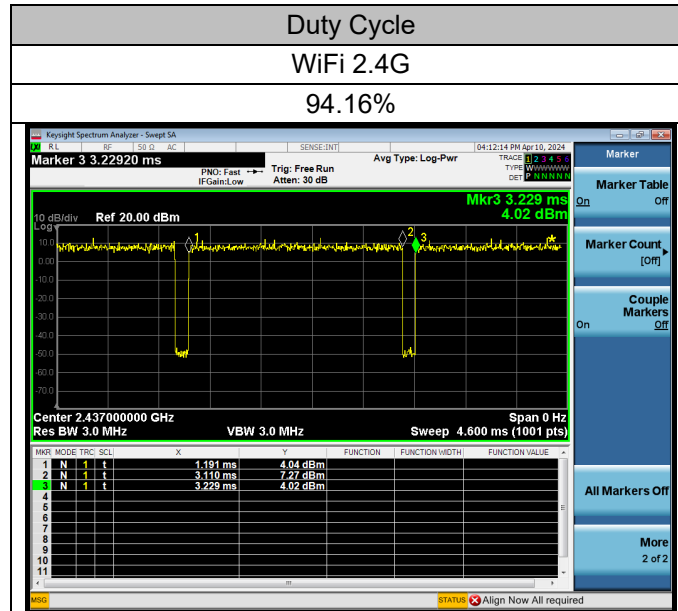 Duty Cycle
WiFi 2.4G
94.16%
Keysight Spectrum Analyzer - Swept SA
RL RF 50 Ω AC SENSE:INT 04:12:14 PM Apr 10, 2024
Marker 3 3.22920 ms
PNO: Fast
IFGain:Low
Trig: Free Run
Atten: 30 dB
Avg Type: Log-Pwr
TRACE 1 2 3 4 5 6
TYPE WWWWWW
DET P N N N N N
Mkr3 3.229 ms
4.02 dBm
10 dB/div Ref 20.00 dBm
Log
10.0
0.00
-10.0
-20.0
-30.0
-40.0
-50.0
-60.0
-70.0
1
2
3
Center 2.437000000 GHz Span 0 Hz
Res BW 3.0 MHz VBW 3.0 MHz Sweep 4.600 ms (1001 pts)
MKR MODE TRC SCL X Y FUNCTION FUNCTION WIDTH FUNCTION VALUE
1 N 1 t 1.191 ms 4.04 dBm
2 N 1 t 3.110 ms 7.27 dBm
3 N 1 t 3.229 ms 4.02 dBm
4
5
6
7
8
9
10
11
MSG STATUS Align Now All required
Marker
Marker Table
On Off
Marker Count
[Off]
Couple
Markers
On Off
All Markers Off
More
2 of 2